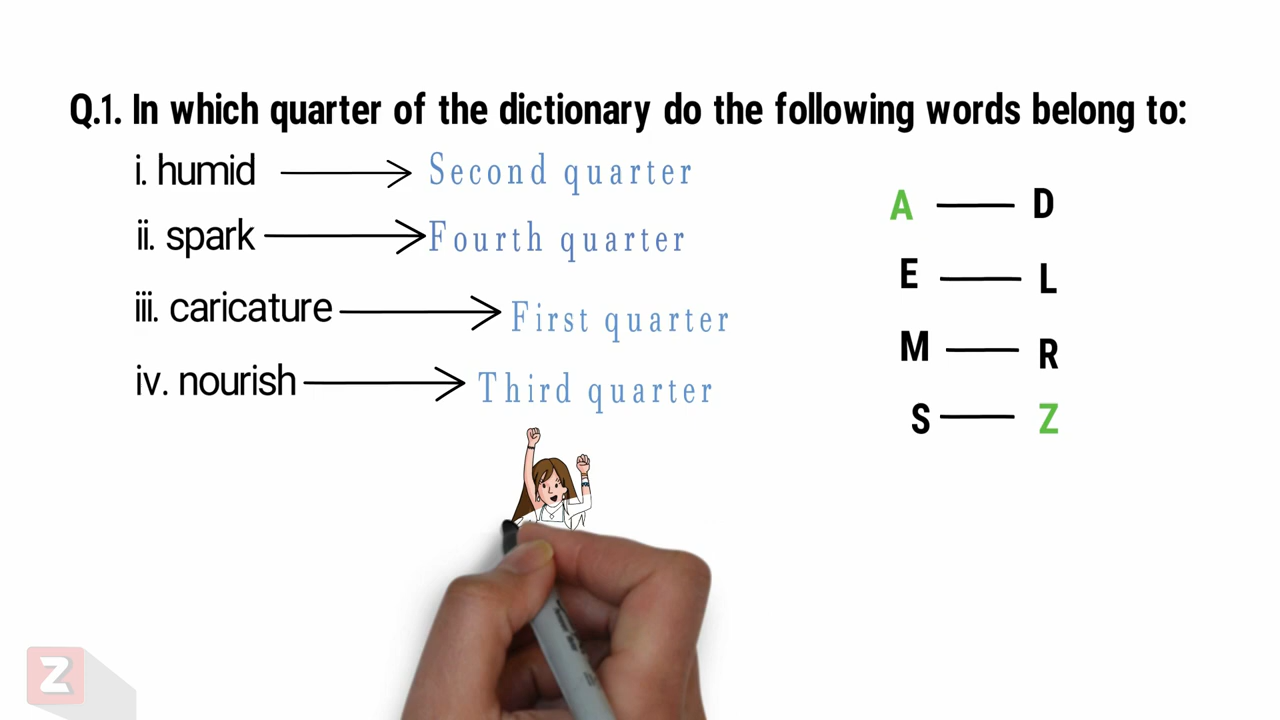 Q.1. In which quarter of the dictionary do the following words belong to:
i. humid → Second quarter
ii. spark → Fourth quarter
iii. caricature → First quarter
iv. nourish → Third quarter
A — D
E — L
M — R
S — Z
Z